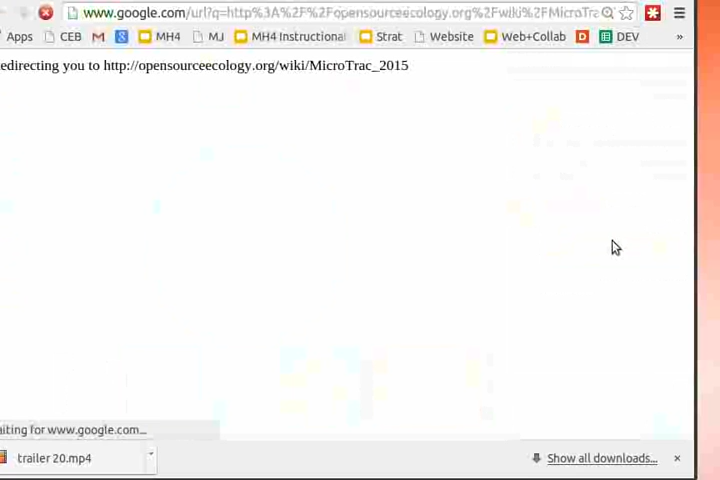 www.google.com/url?q=http%3A%2F%2Fopensourceecology.org%2Fwiki%2FMicroTra
Apps CEB MH4 MJ MH4 Instructional Strat Website Web+Collab D DEV »
edirecting you to http://opensourceecology.org/wiki/MicroTrac_2015
aiting for www.google.com...
trailer 20.mp4 Show all downloads...